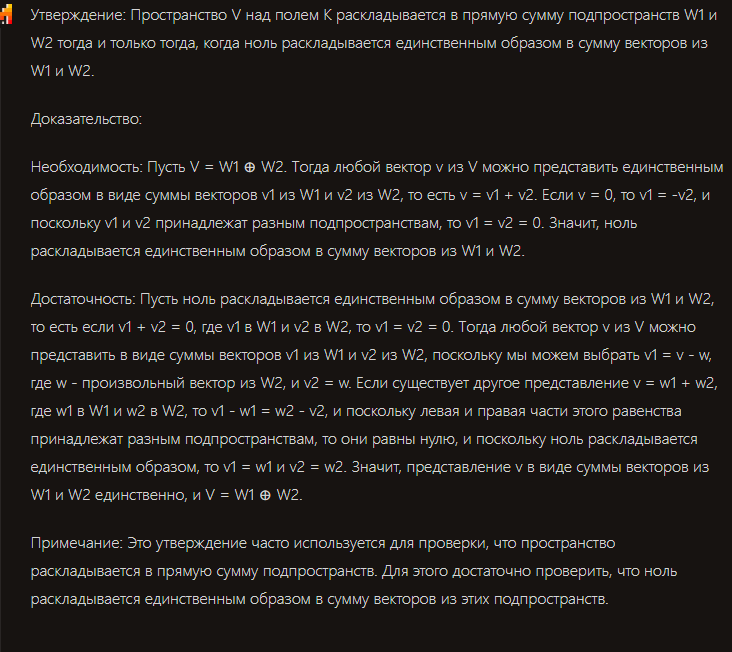 Утверждение: Пространство V над полем K раскладывается в прямую сумму подпространств W1 и
W2 тогда и только тогда, когда ноль раскладывается единственным образом в сумму векторов из
W1 и W2.
Доказательство:
Необходимость: Пусть V = W1 ⊕ W2. Тогда любой вектор v из V можно представить единственным
образом в виде суммы векторов v1 из W1 и v2 из W2, то есть v = v1 + v2. Если v = 0, то v1 = -v2, и
поскольку v1 и v2 принадлежат разным подпространствам, то v1 = v2 = 0. Значит, ноль
раскладывается единственным образом в сумму векторов из W1 и W2.
Достаточность: Пусть ноль раскладывается единственным образом в сумму векторов из W1 и W2,
то есть если v1 + v2 = 0, где v1 в W1 и v2 в W2, то v1 = v2 = 0. Тогда любой вектор v из V можно
представить в виде суммы векторов v1 из W1 и v2 из W2, поскольку мы можем выбрать v1 = v - w,
где w - произвольный вектор из W2, и v2 = w. Если существует другое представление v = w1 + w2,
где w1 в W1 и w2 в W2, то v1 - w1 = w2 - v2, и поскольку левая и правая части этого равенства
принадлежат разным подпространствам, то они равны нулю, и поскольку ноль раскладывается
единственным образом, то v1 = w1 и v2 = w2. Значит, представление v в виде суммы векторов из
W1 и W2 единственно, и V = W1 ⊕ W2.
Примечание: Это утверждение часто используется для проверки, что пространство
раскладывается в прямую сумму подпространств. Для этого достаточно проверить, что ноль
раскладывается единственным образом в сумму векторов из этих подпространств.